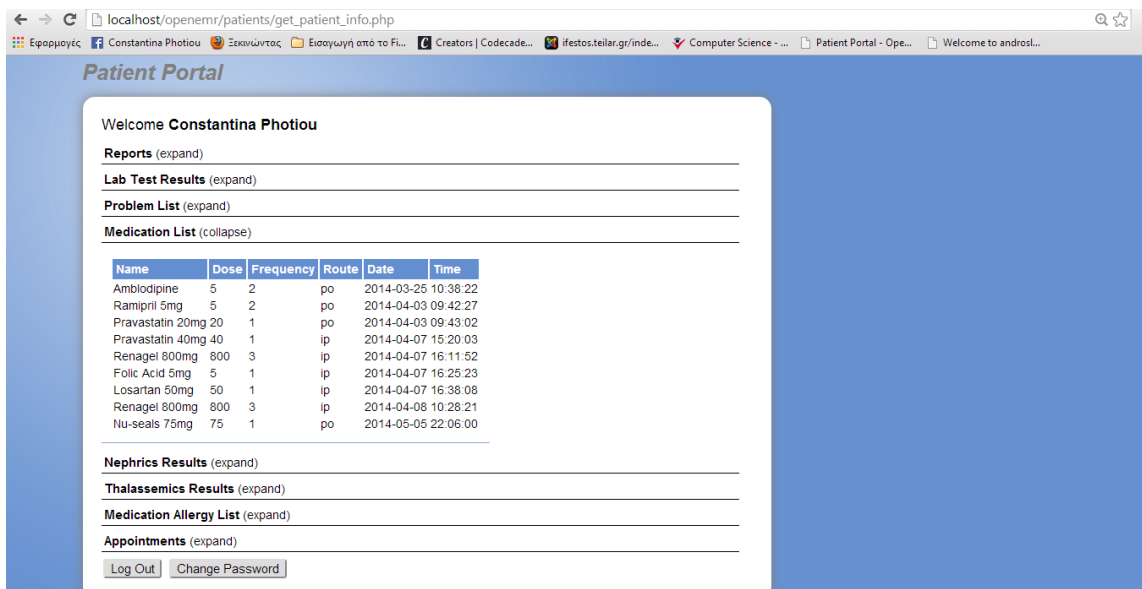 localhost/openemr/patients/get_patient_info.php
Εφαρμογές Constantina Photiou Ξεκινώντας Εισαγωγή από το Fi... Creators | Codecade... ifestos.teilar.gr/inde... Computer Science - ... Patient Portal - Ope... Welcome to androsl...
Patient Portal
Welcome Constantina Photiou
Reports (expand)
Lab Test Results (expand)
Problem List (expand)
Medication List (collapse)
Name Dose Frequency Route Date Time
Amblodipine 5 2 po 2014-03-25 10:38:22
Ramipril 5mg 5 2 po 2014-04-03 09:42:27
Pravastatin 20mg 20 1 po 2014-04-03 09:43:02
Pravastatin 40mg 40 1 ip 2014-04-07 15:20:03
Renagel 800mg 800 3 ip 2014-04-07 16:11:52
Folic Acid 5mg 5 1 ip 2014-04-07 16:25:23
Losartan 50mg 50 1 ip 2014-04-07 16:38:08
Renagel 800mg 800 3 ip 2014-04-08 10:28:21
Nu-seals 75mg 75 1 po 2014-05-05 22:06:00
Nephrics Results (expand)
Thalassemics Results (expand)
Medication Allergy List (expand)
Appointments (expand)
Log Out Change Password